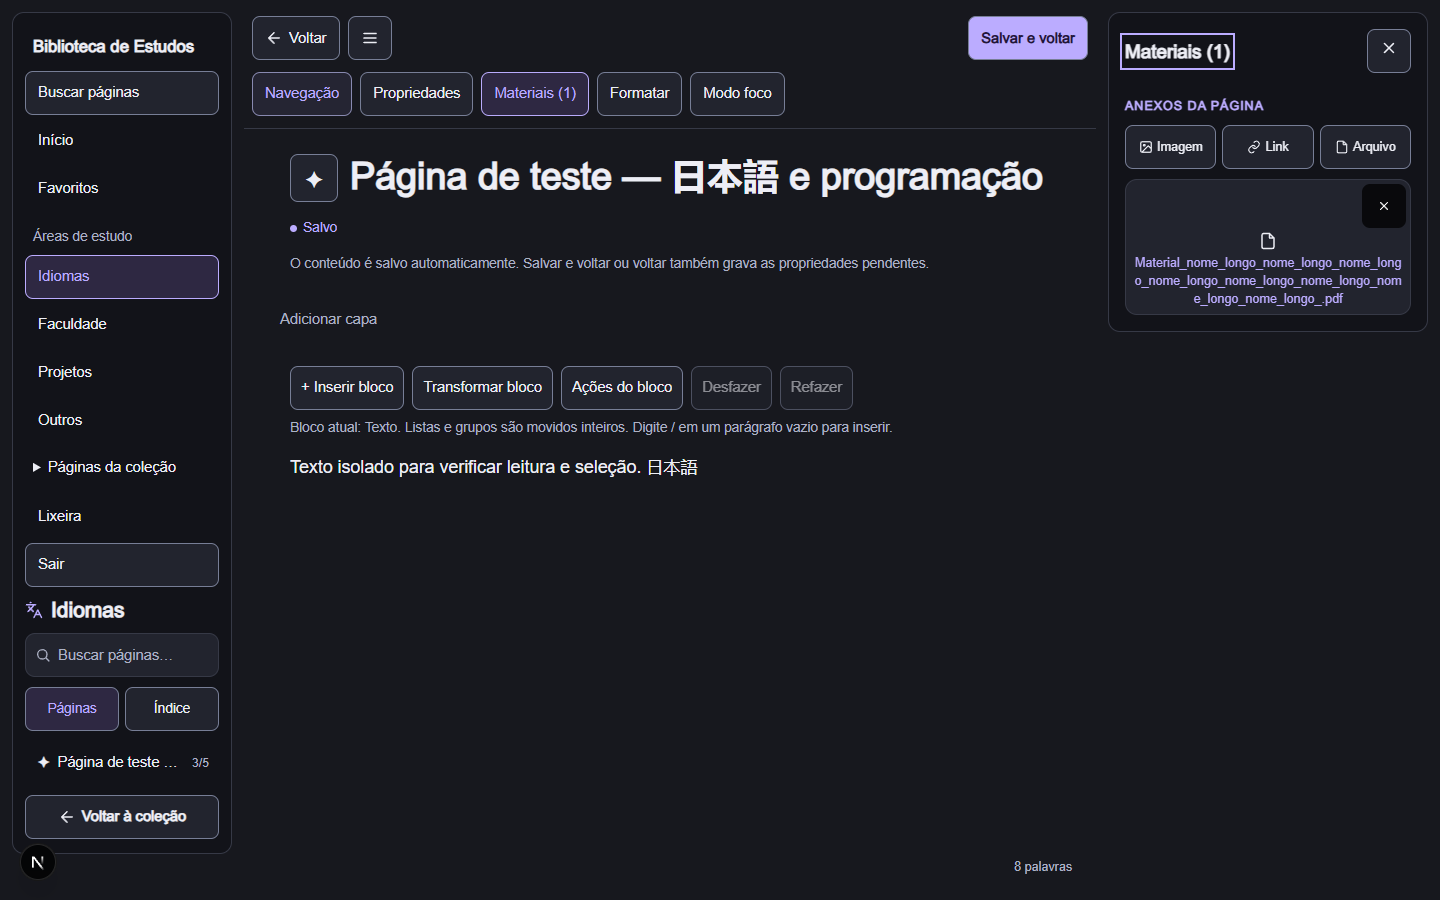 Biblioteca de Estudos
Buscar páginas
Início
Favoritos
Áreas de estudo
Idiomas
Faculdade
Projetos
Outros
Páginas da coleção
Lixeira
Sair
Idiomas
Buscar páginas…
Páginas
Índice
Página de teste … 3/5
Voltar à coleção
N
Voltar
Salvar e voltar
Navegação
Propriedades
Materiais (1)
Formatar
Modo foco
Página de teste — 日本語 e programação
Salvo
O conteúdo é salvo automaticamente. Salvar e voltar ou voltar também grava as propriedades pendentes.
Adicionar capa
+ Inserir bloco
Transformar bloco
Ações do bloco
Desfazer
Refazer
Bloco atual: Texto. Listas e grupos são movidos inteiros. Digite / em um parágrafo vazio para inserir.
Texto isolado para verificar leitura e seleção. 日本語
8 palavras
Materiais (1)
ANEXOS DA PÁGINA
Imagem
Link
Arquivo
Material_nome_longo_nome_longo_nome_long
o_nome_longo_nome_longo_nome_longo_nom
e_longo_nome_longo_.pdf